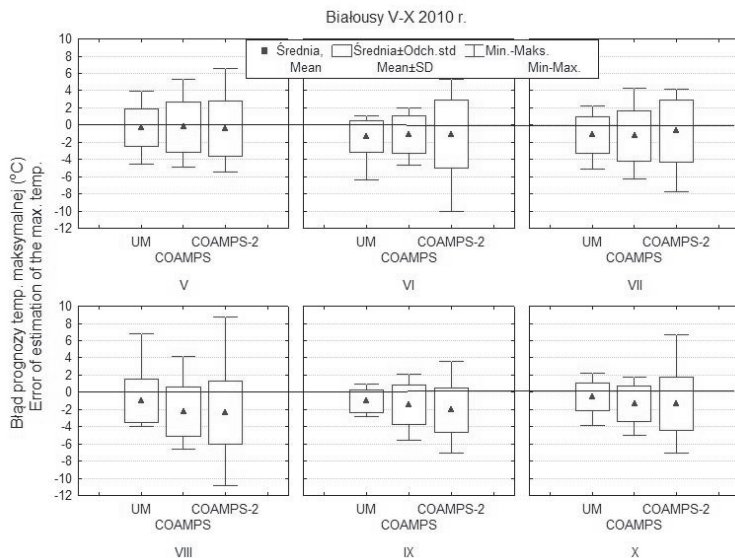 Białousy V-X 2010 r.
Średnia, Średnia±Odch.std Min.-Maks.
Mean Mean±SD Min-Max.
Błąd prognozy temp. maksymalnej (°C)
Error of estimation of the max. temp.
10
8
6
4
2
0
-2
-4
-6
-8
-10
-12
UM COAMPS-2 UM COAMPS-2 UM COAMPS-2
COAMPS COAMPS COAMPS
V VI VII
10
8
6
4
2
0
-2
-4
-6
-8
-10
-12
UM COAMPS-2 UM COAMPS-2 UM COAMPS-2
COAMPS COAMPS COAMPS
VIII IX X